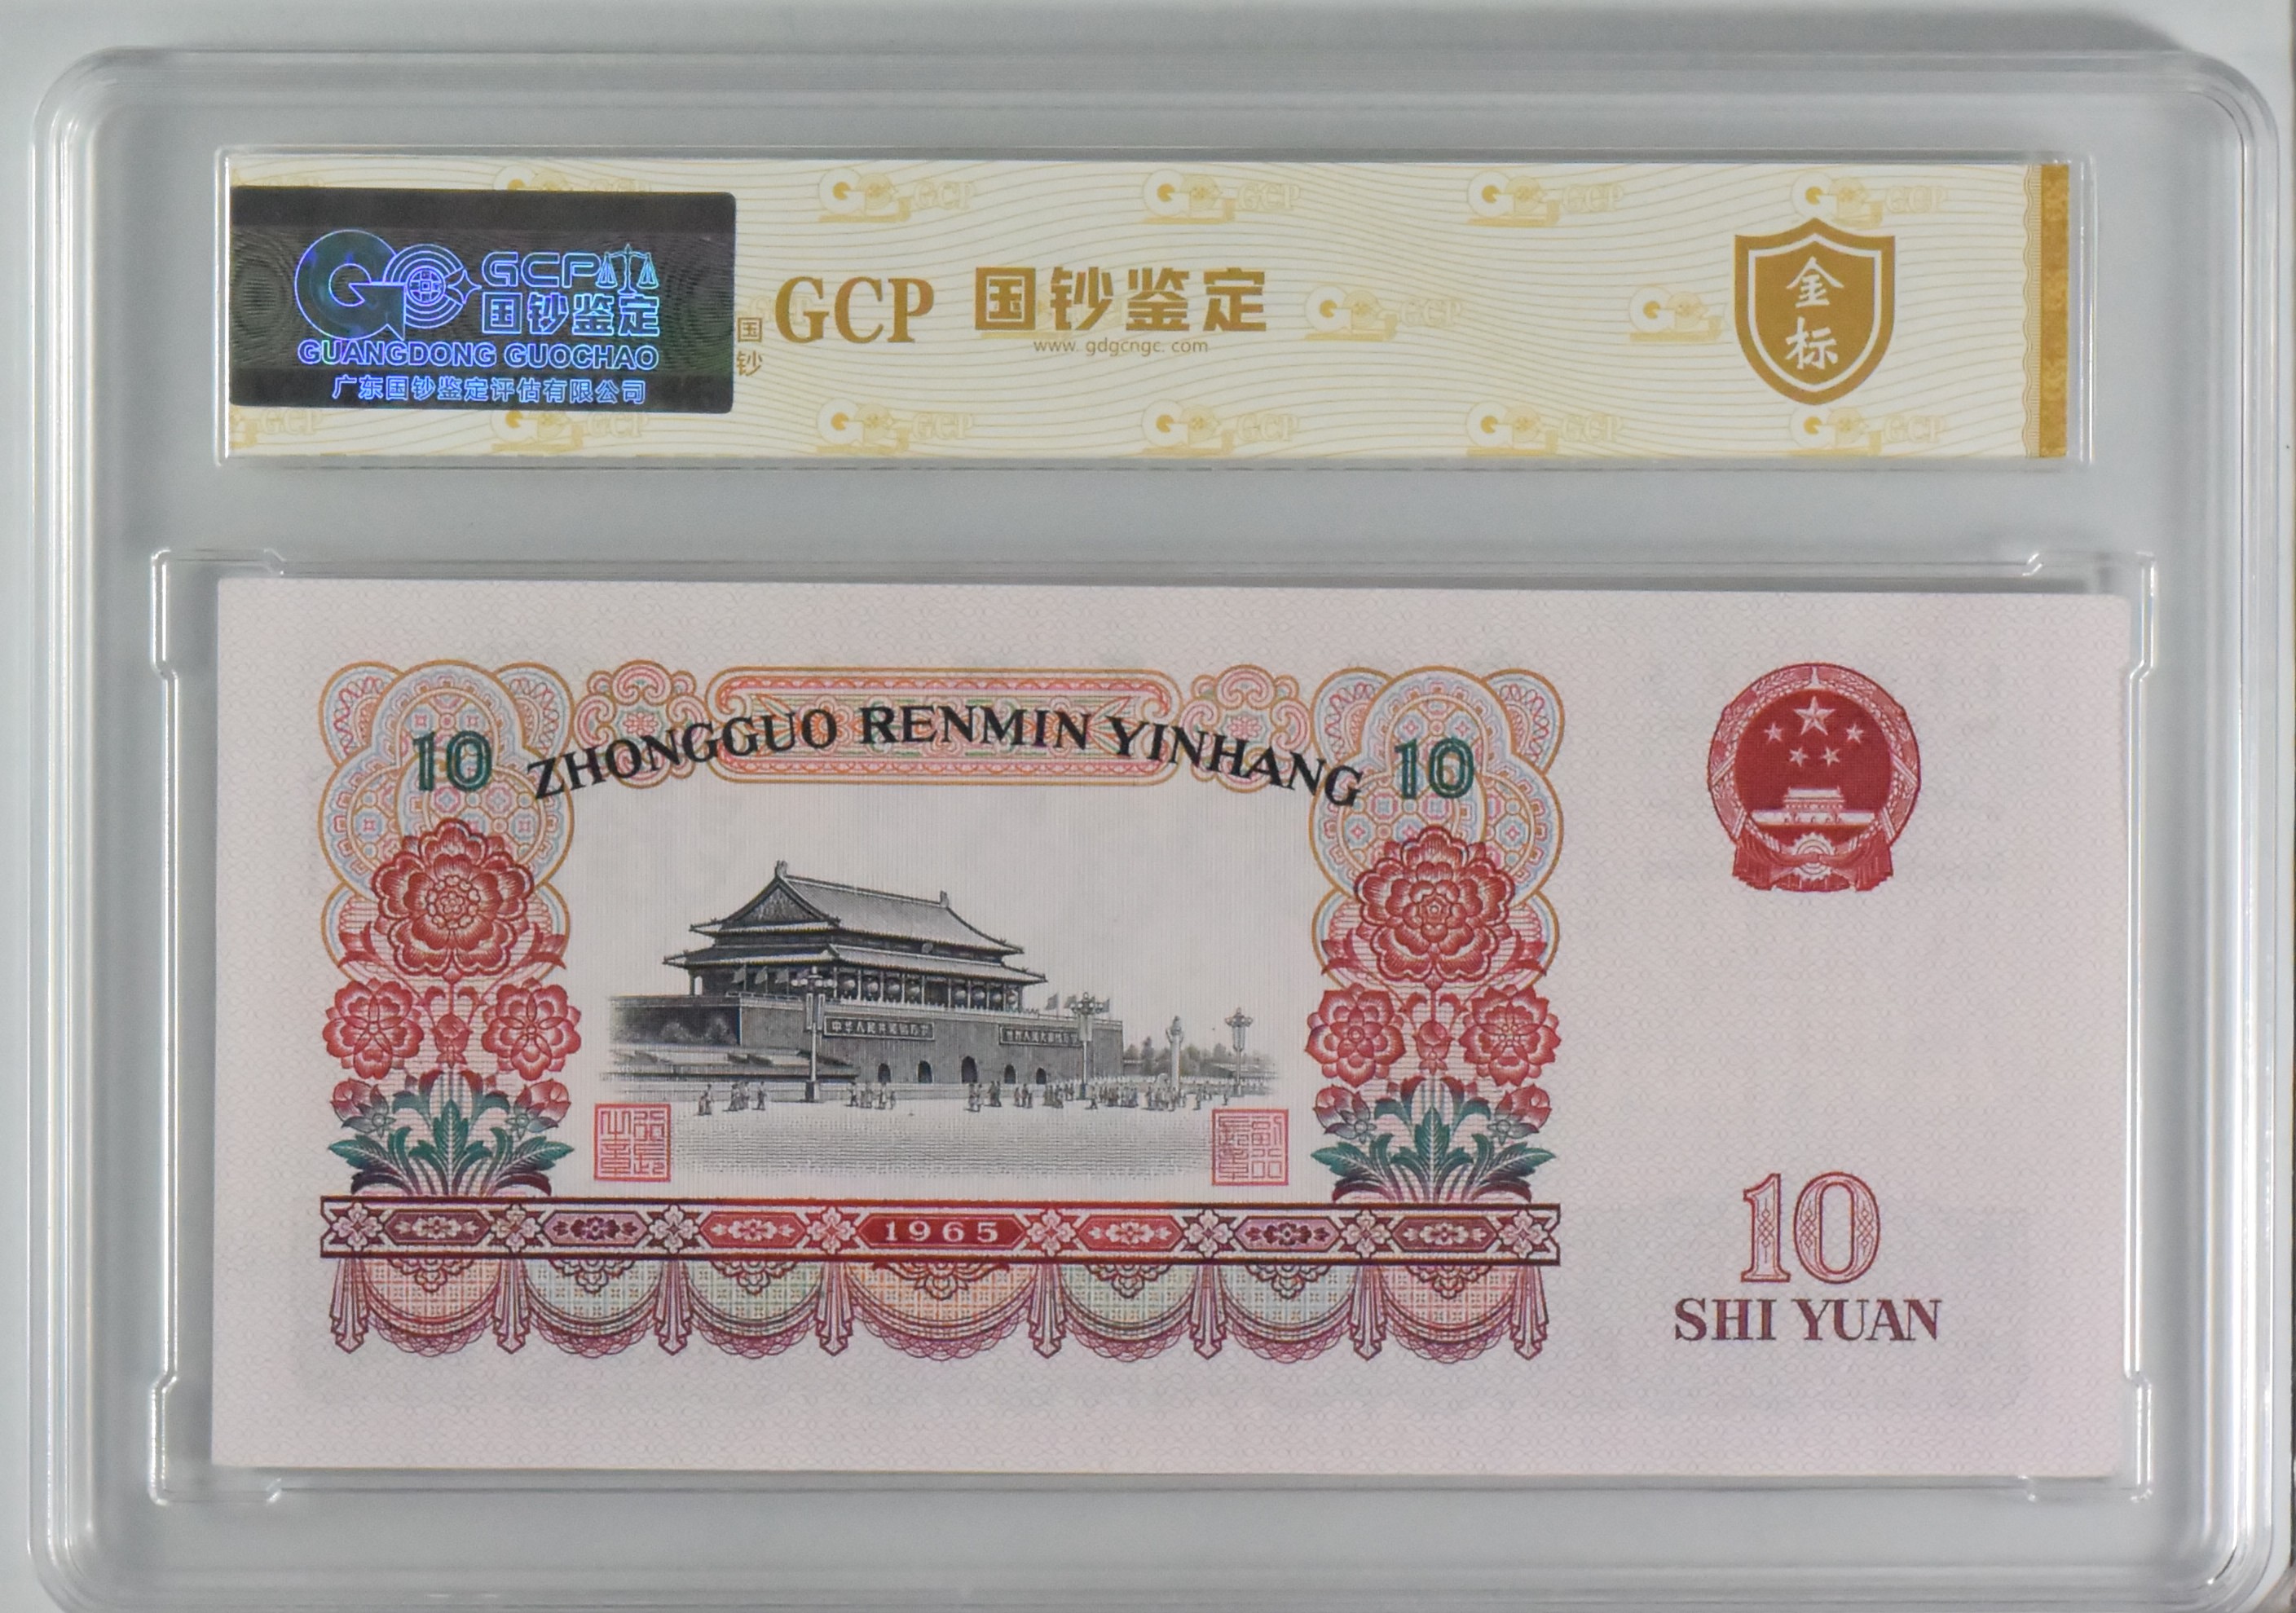 GCP
国钞鉴定
GUANGDONG GUOCHAO
广东国钞鉴定评估有限公司
国
钞
GCP 国钞鉴定
www.gdgcngc.com
金
标
10 ZHONGGUO RENMIN YINHANG 10
1965
10
SHI YUAN